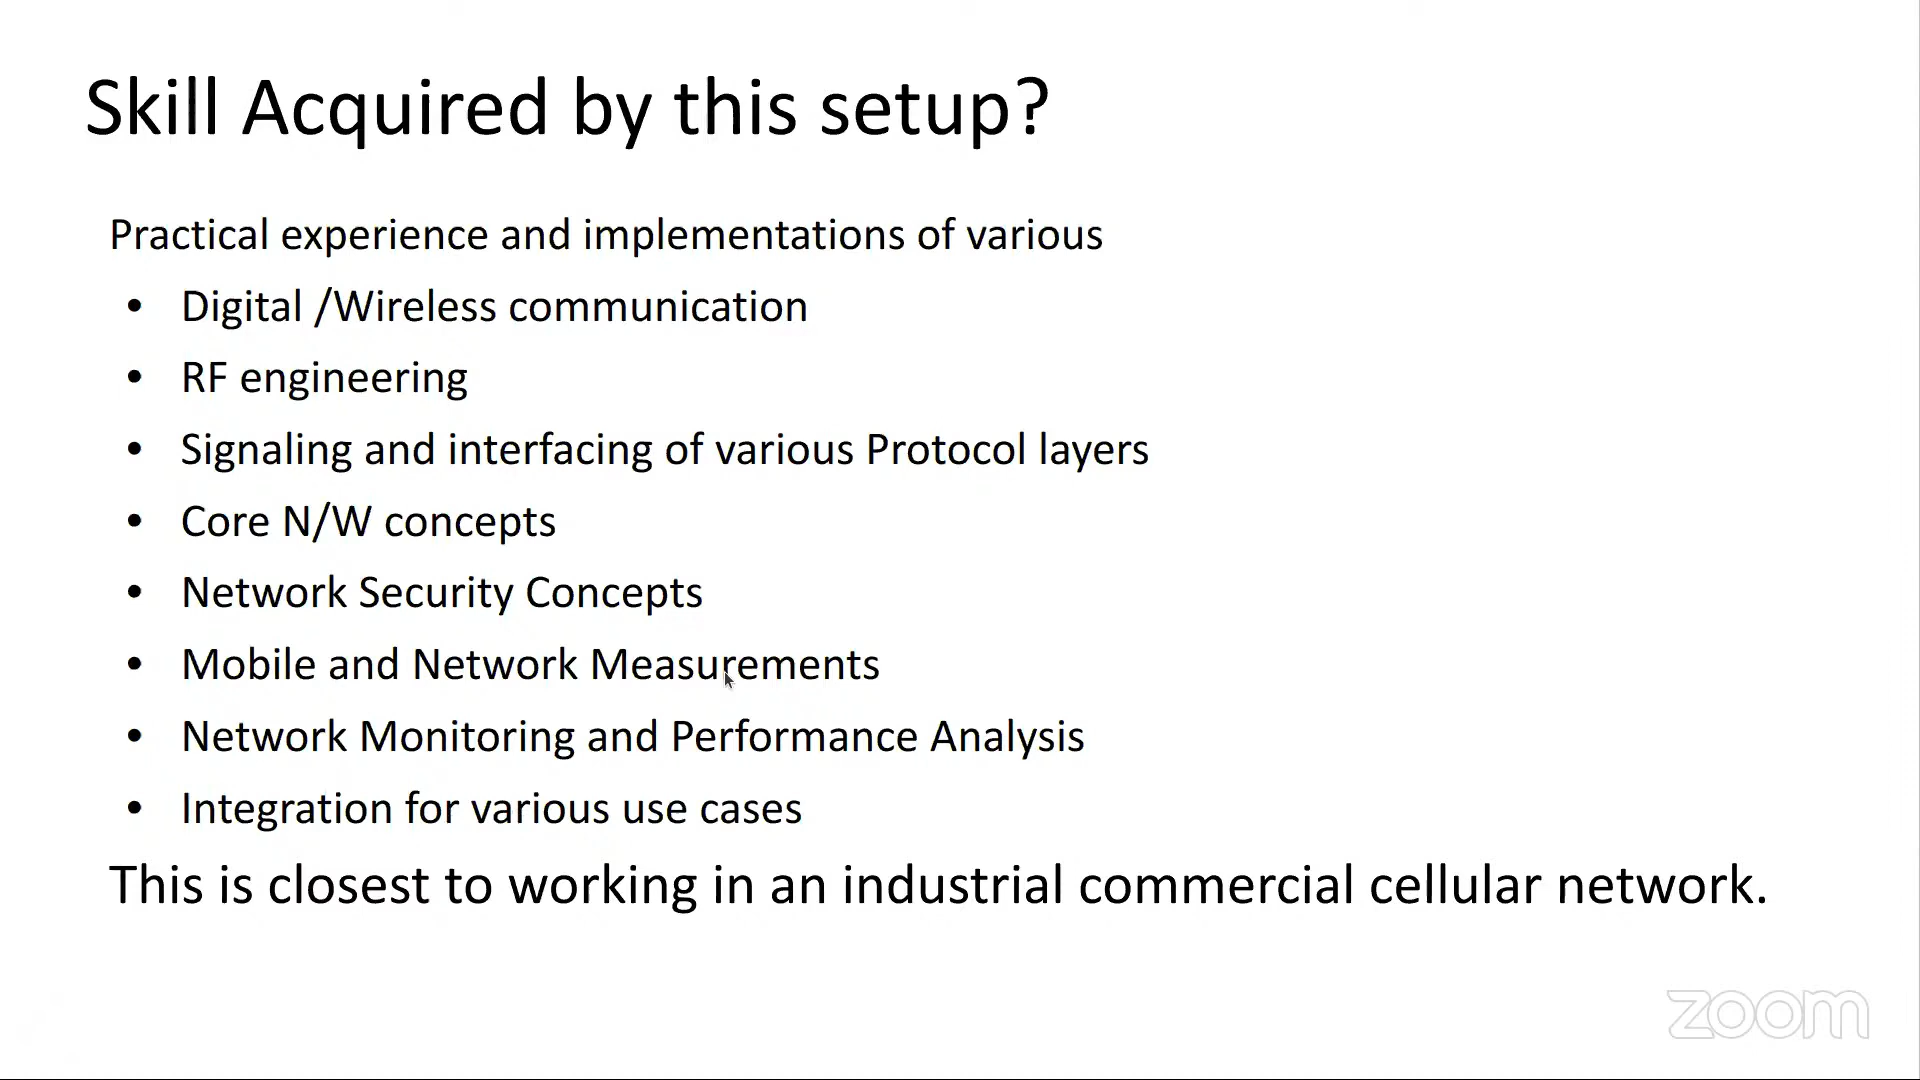 Skill Acquired by this setup?
Practical experience and implementations of various
• Digital /Wireless communication
• RF engineering
• Signaling and interfacing of various Protocol layers
• Core N/W concepts
• Network Security Concepts
• Mobile and Network Measurements
• Network Monitoring and Performance Analysis
• Integration for various use cases
This is closest to working in an industrial commercial cellular network.
zoom